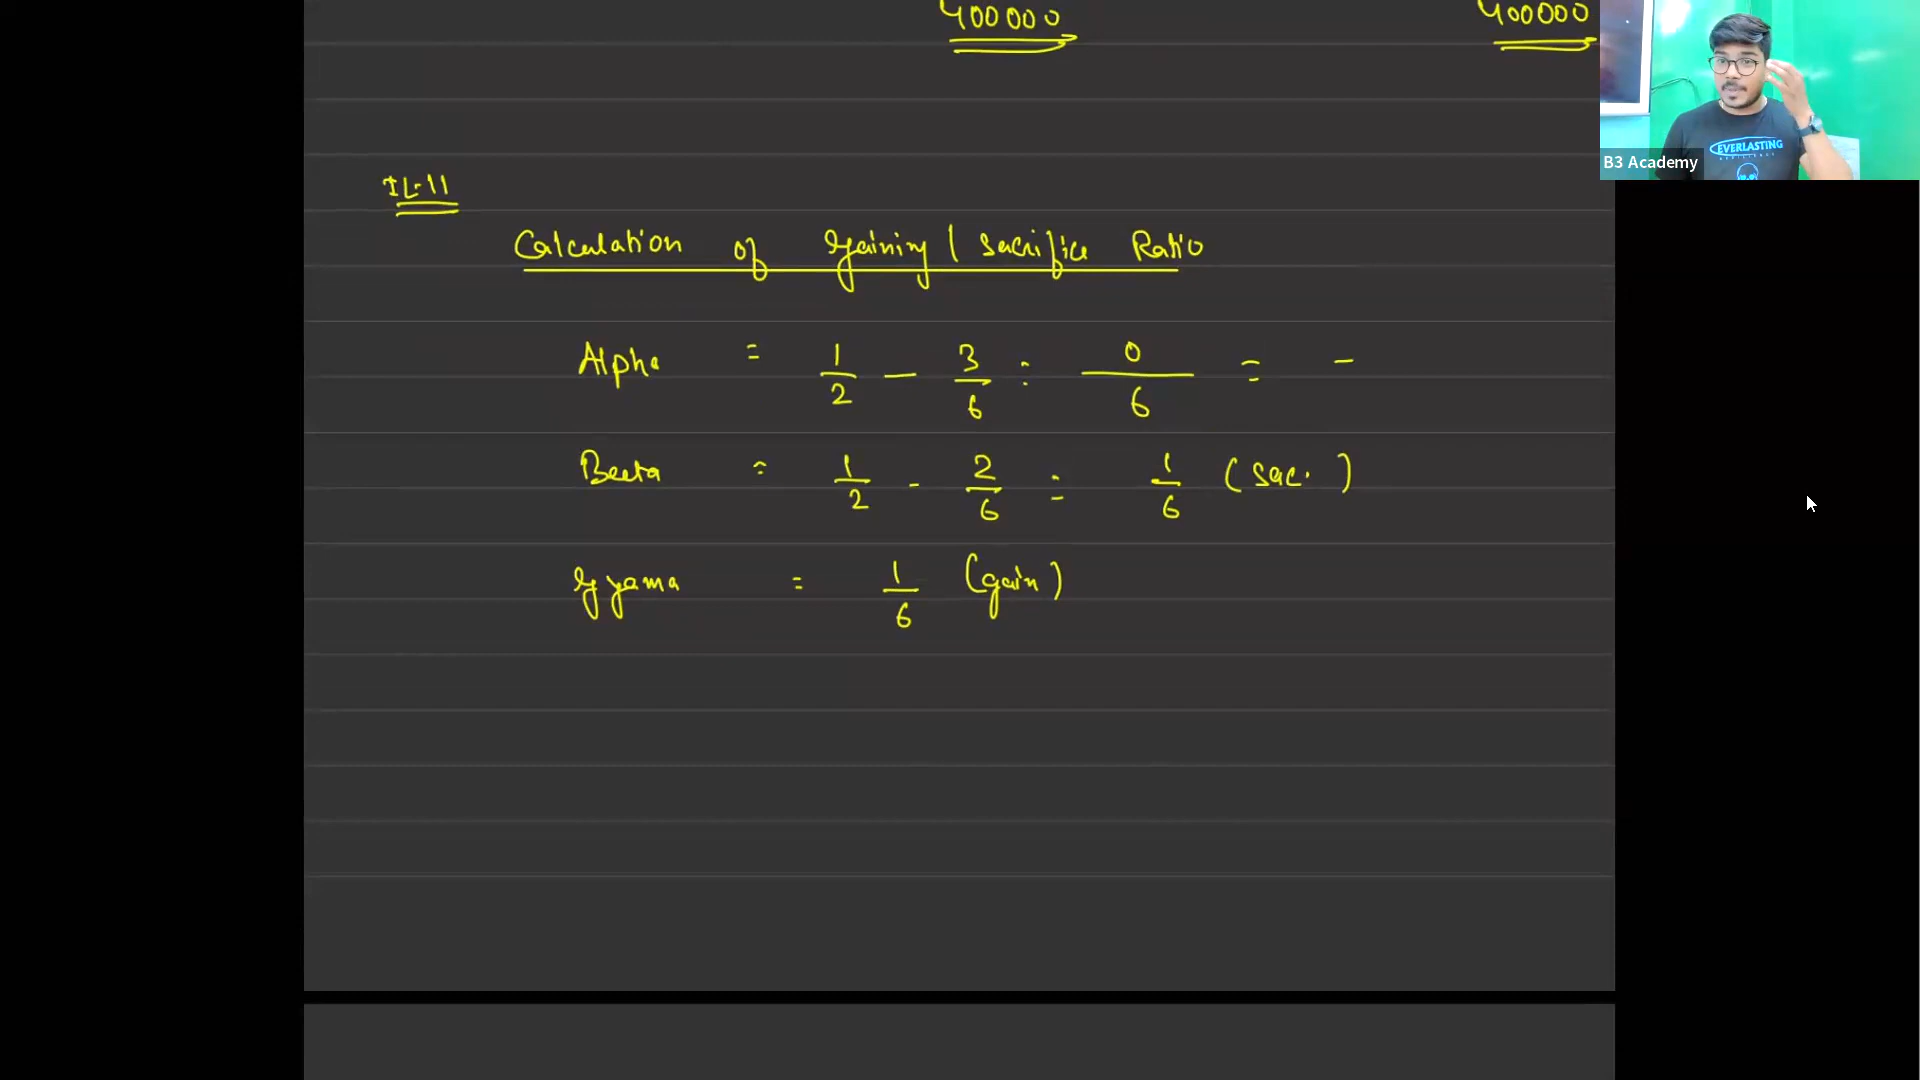 400000 400000
EVERLASTING
B3 Academy
IL-11
Calculation of gaining / Sacrifice Ratio
Alpha = 1/2 - 3/6 = 0/6 = -
Beeta = 1/2 - 2/6 = 1/6 (Sac.)
Gyama = 1/6 (gain)